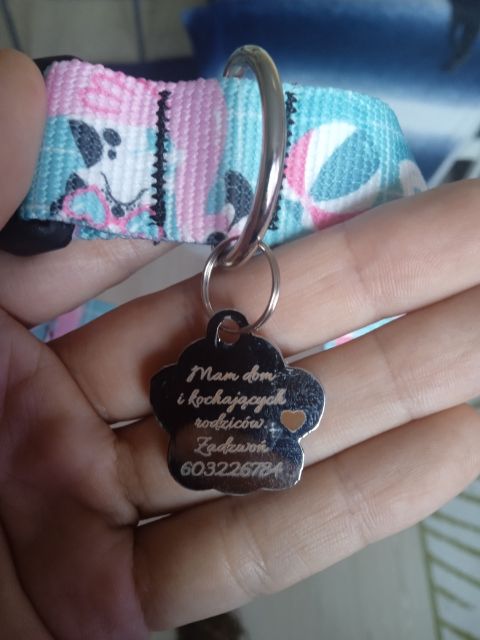 Mam dom
i kochających
rodziców.
Zadzwoń
603226784